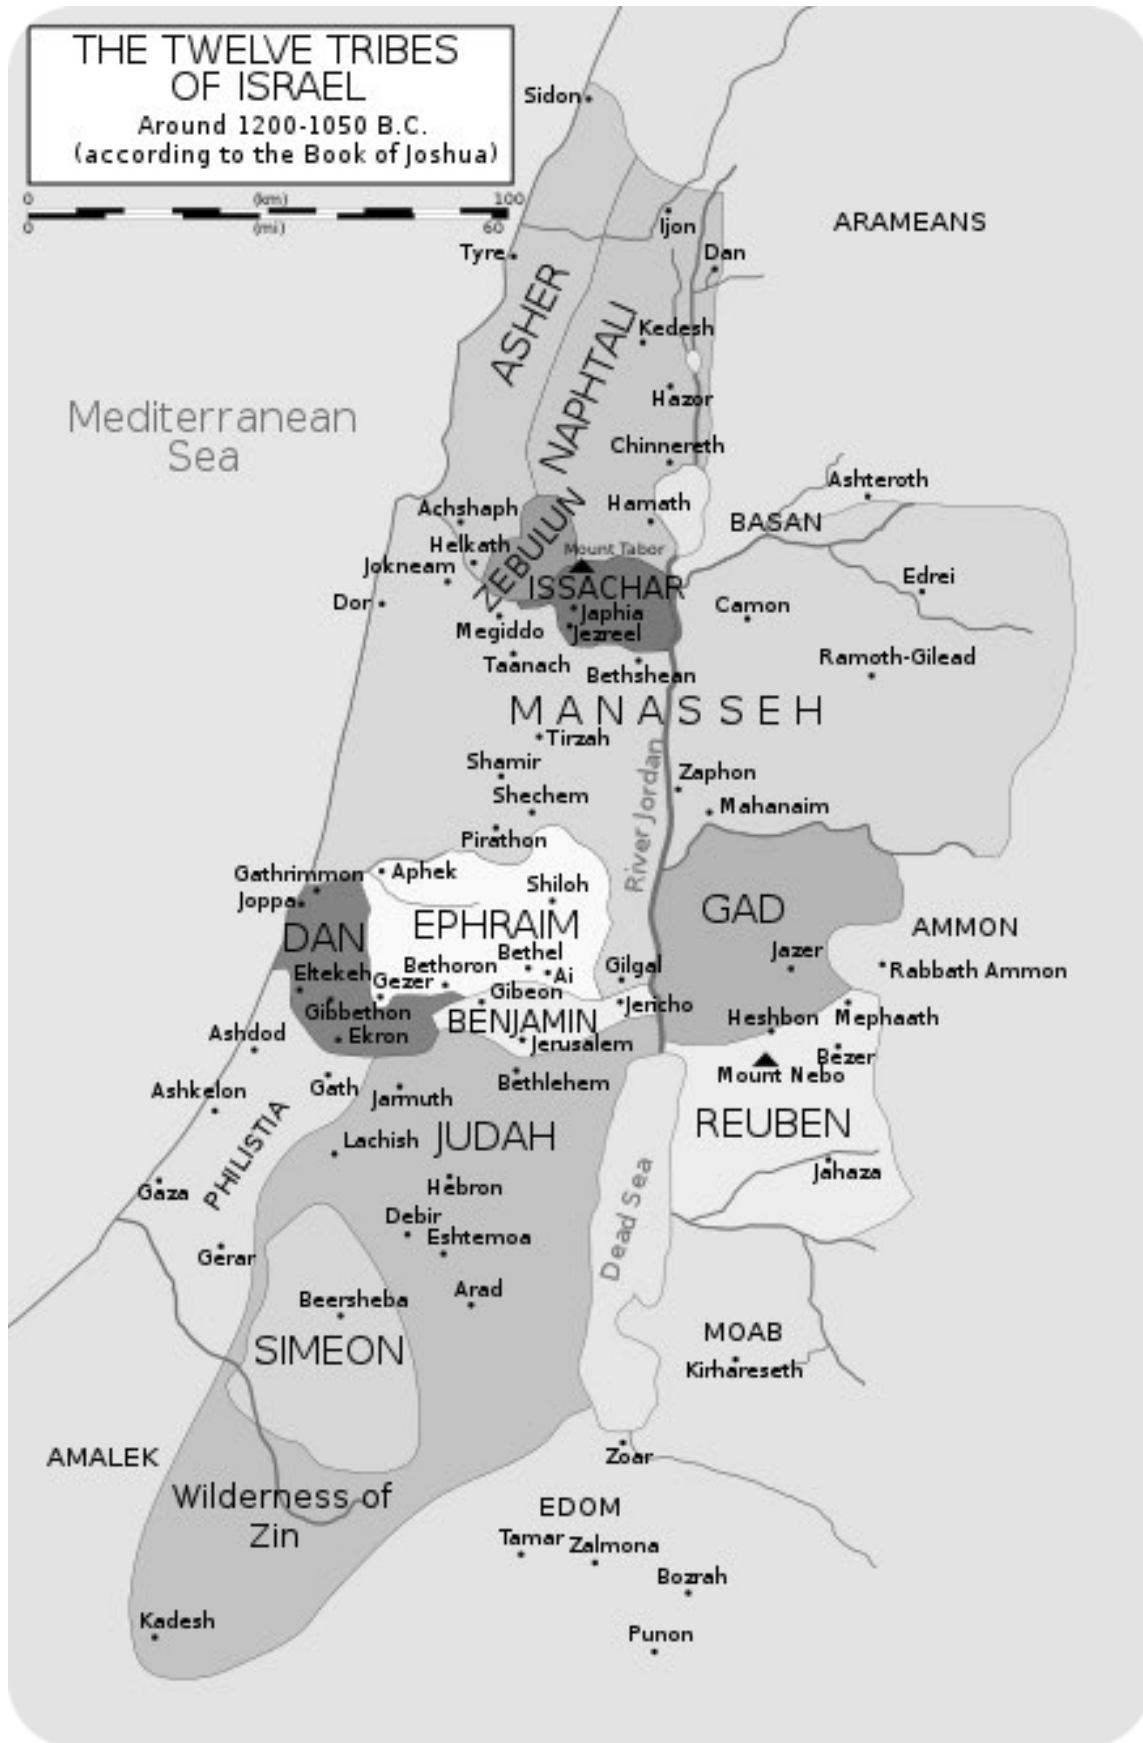 THE TWELVE TRIBES
OF ISRAEL
Around 1200-1050 B.C.
(according to the Book of Joshua)
0 (km) 100
0 (mi) 60
Sidon
Ijon
ARAMEANS
Tyre
Dan
ASHER
NAPHTALI
Kedesh
Hazor
Mediterranean
Sea
Chinnereth
Ashteroth
Achshaph
Hamath
BASAN
ZEBULUN
Helkath
Mount Tabor
Jokneam
ISSACHAR
Edrei
Dor
Japhia
Camon
Megiddo
Jezreel
Taanach
Ramoth-Gilead
Bethshean
MANASSEH
Tirzah
Shamir
Zaphon
Shechem
Mahanaim
River Jordan
Pirathon
Gathrimmon
Aphek
Shiloh
Joppa
GAD
DAN
EPHRAIM
AMMON
Bethel
Jazer
Eltekeh
Bethoron
Ai
Gilgal
Rabbath Ammon
Gezer
Gibeon
Gibbethon
Jericho
BENJAMIN
Heshbon
Mephaath
Ashdod
Ekron
Jerusalem
Bezer
Mount Nebo
Ashkelon
Gath
Jarmuth
Bethlehem
PHILISTIA
REUBEN
Lachish
JUDAH
Jahaza
Gaza
Hebron
Dead Sea
Debir
Eshtemoa
Gerar
Beersheba
Arad
SIMEON
MOAB
Kirhareseth
AMALEK
Zoar
Wilderness of
Zin
EDOM
Tamar
Zalmona
Bozrah
Kadesh
Punon